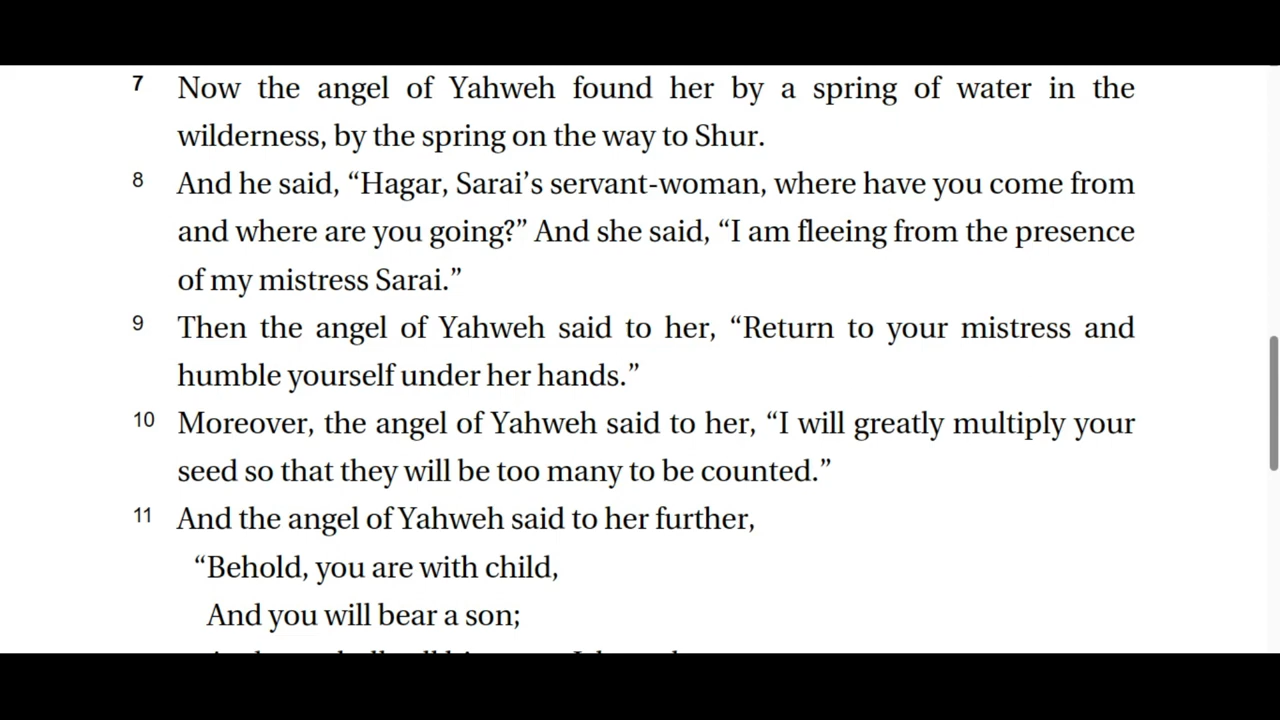 7 Now the angel of Yahweh found her by a spring of water in the
wilderness, by the spring on the way to Shur.
8 And he said, “Hagar, Sarai’s servant-woman, where have you come from
and where are you going?” And she said, “I am fleeing from the presence
of my mistress Sarai.”
9 Then the angel of Yahweh said to her, “Return to your mistress and
humble yourself under her hands.”
10 Moreover, the angel of Yahweh said to her, “I will greatly multiply your
seed so that they will be too many to be counted.”
11 And the angel of Yahweh said to her further,
“Behold, you are with child,
And you will bear a son;